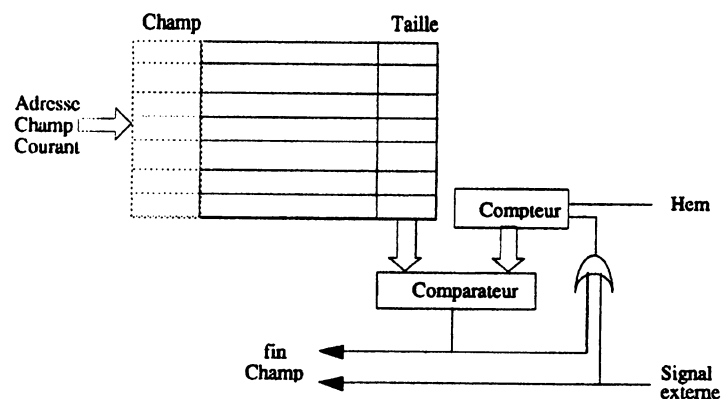 Champ
Taille
Adresse
Champ
Courant
Compteur
Hem
Comparateur
fin
Champ
Signal
externe